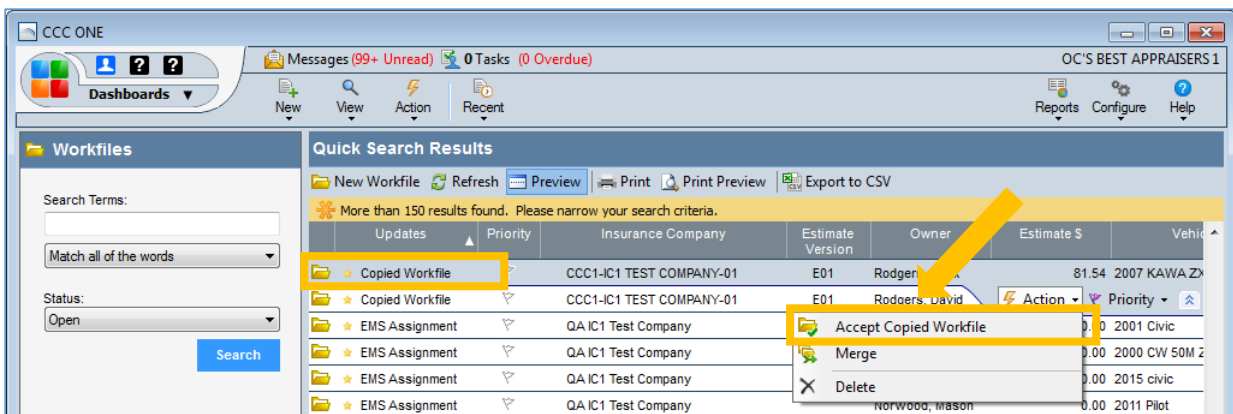 CCC ONE
Messages (99+ Unread) 0 Tasks (0 Overdue) OC'S BEST APPRAISERS 1
Dashboards
New View Action Recent Reports Configure Help
Workfiles
Search Terms:
Match all of the words
Status:
Open
Search
Quick Search Results
New Workfile Refresh Preview Print Print Preview Export to CSV
More than 150 results found. Please narrow your search criteria.
Updates Priority Insurance Company Estimate Version Owner Estimate $
Copied Workfile CCC1-IC1 TEST COMPANY-01 E01 81.54 2007 KAWA ZX
Copied Workfile CCC1-IC1 TEST COMPANY-01 E01 Rodgers, David Action Priority
EMS Assignment QA IC1 Test Company 2001 Civic
EMS Assignment QA IC1 Test Company 2000 CW 50M
EMS Assignment QA IC1 Test Company 2015 civic
EMS Assignment QA IC1 Test Company Norwood, Mason 0.00 2011 Pilot
Accept Copied Workfile
Merge
Delete